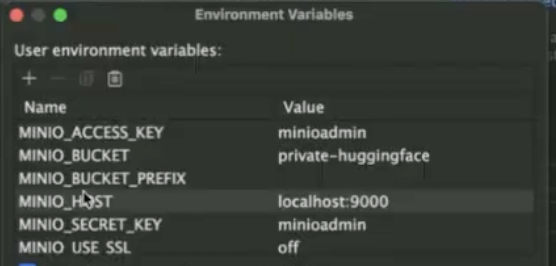 Environment Variables
User environment variables:
Name Value
MINIO_ACCESS_KEY minioadmin
MINIO_BUCKET private-huggingface
MINIO_BUCKET_PREFIX
MINIO_HOST localhost:9000
MINIO_SECRET_KEY minioadmin
MINIO_USE_SSL off